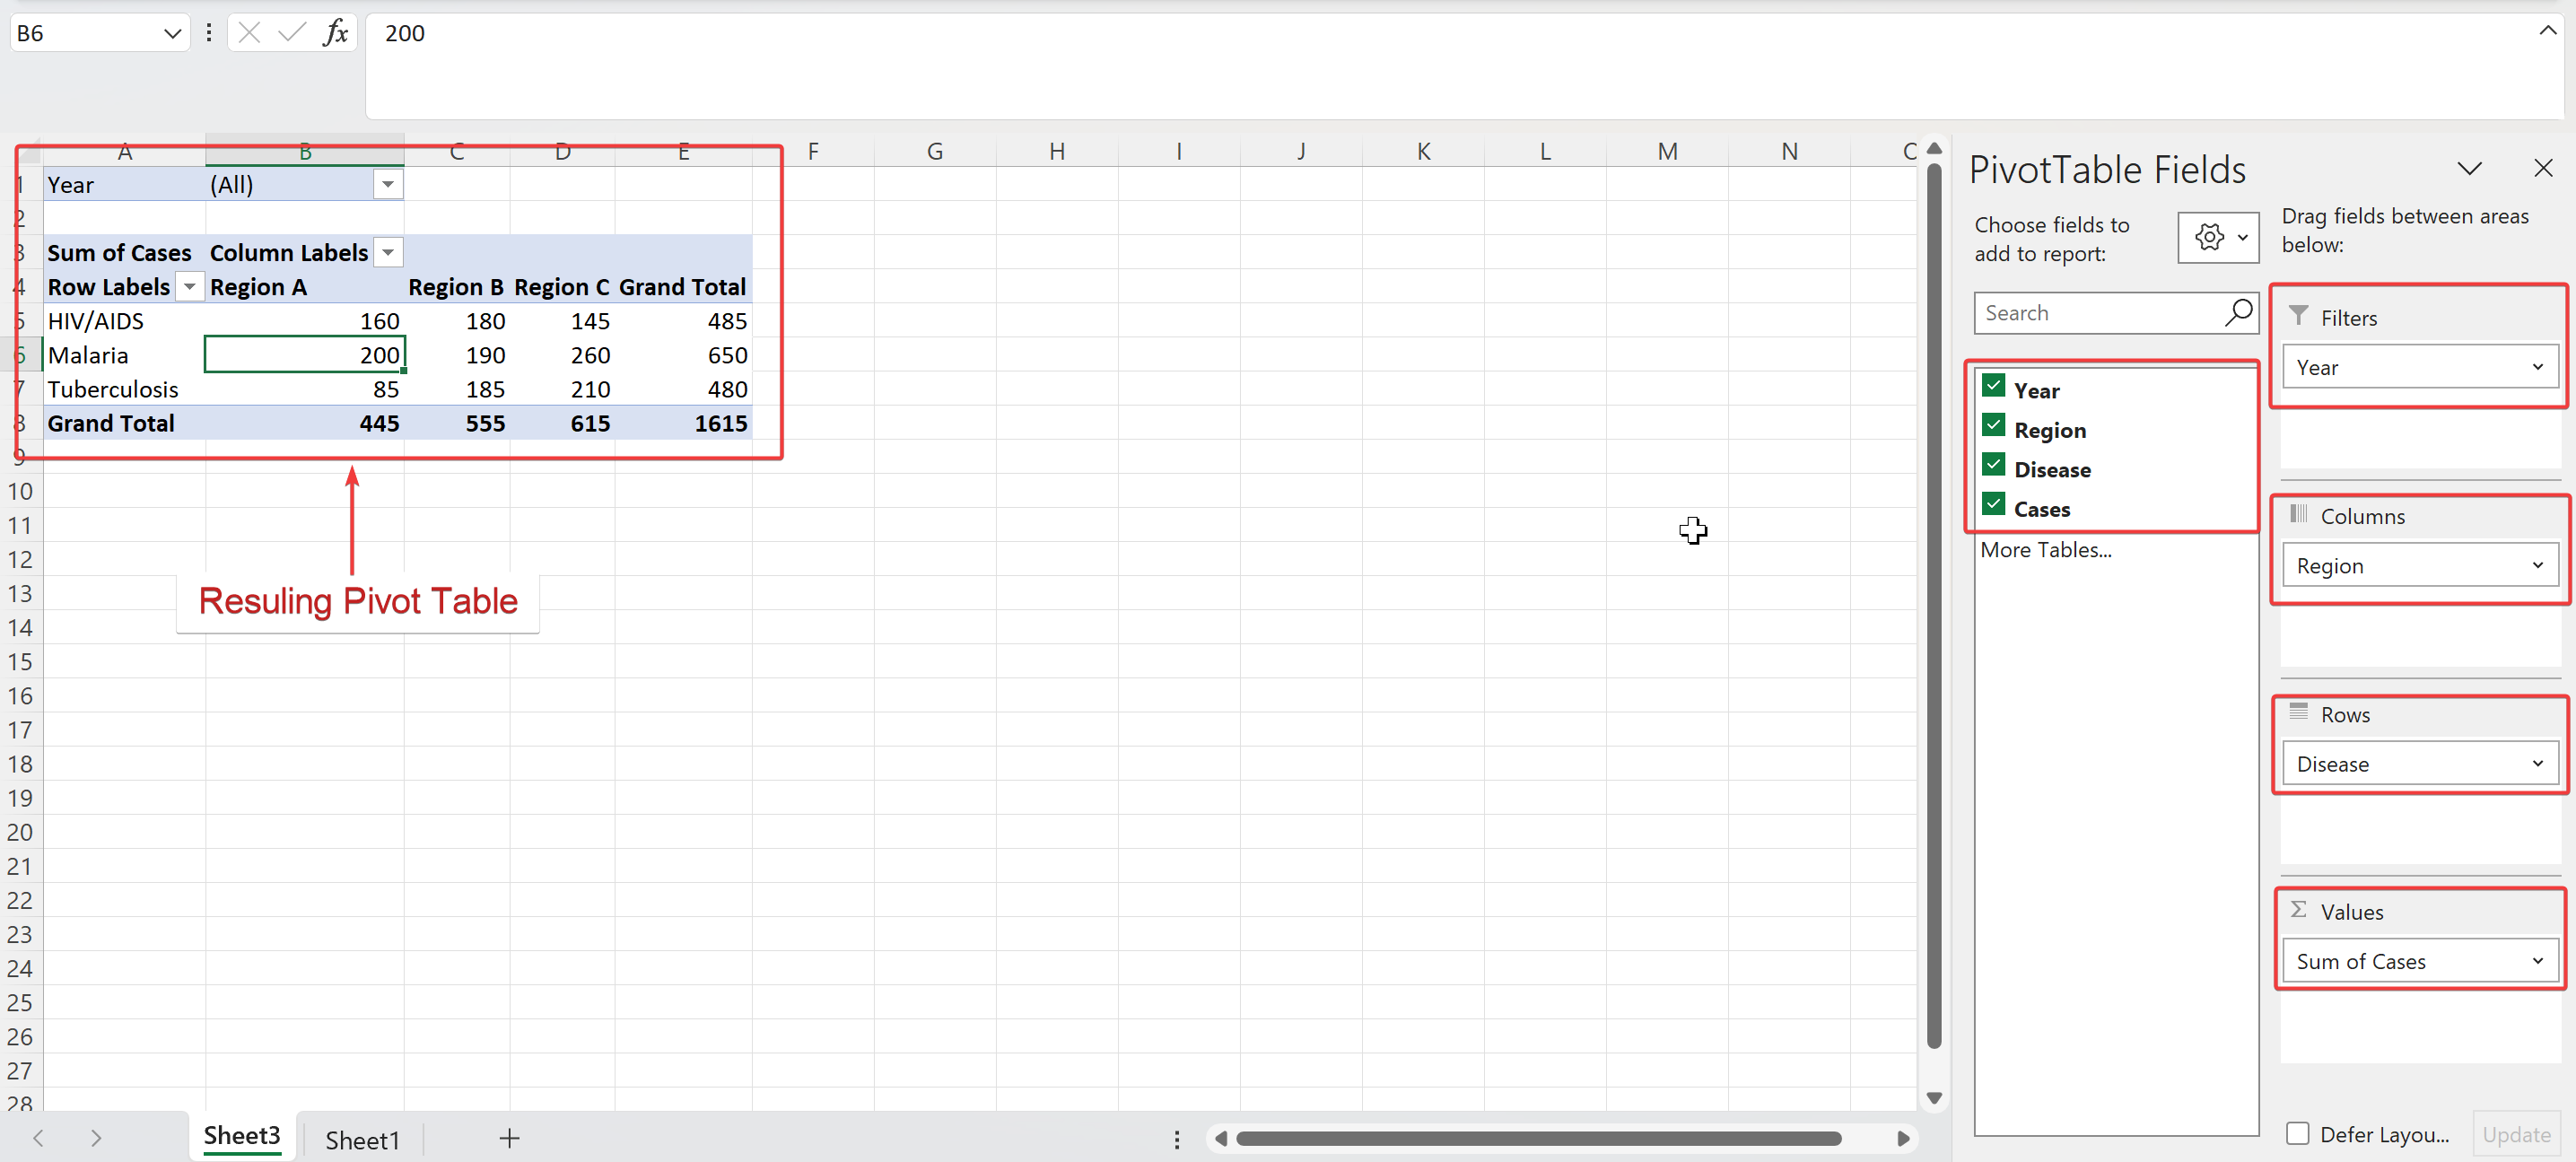 B6 fx 200
A B C D E F G H I J K L M N
1 Year (All)
2
3 Sum of Cases Column Labels
4 Row Labels Region A Region B Region C Grand Total
5 HIV/AIDS 160 180 145 485
6 Malaria 200 190 260 650
7 Tuberculosis 85 185 210 480
8 Grand Total 445 555 615 1615
9
10
11
12
13
14
15
16
17
18
19
20
21
22
23
24
25
26
27
28
Resuling Pivot Table
Sheet3 Sheet1
PivotTable Fields
Choose fields to
add to report:
Search
Year
Region
Disease
Cases
More Tables...
Drag fields between areas
below:
Filters
Year
Columns
Region
Rows
Disease
Σ Values
Sum of Cases
Defer Layou... Update